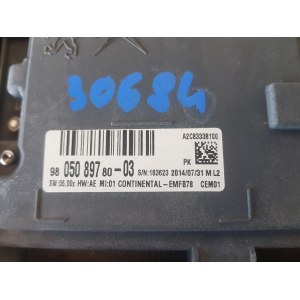 30684
A2C83338100
98 050 897 80-03
PK
S/N:163623 2014/07/31 M L2
SW:06.00x HW:AE MI:01 CONTINENTAL-EMFB78 CEM01